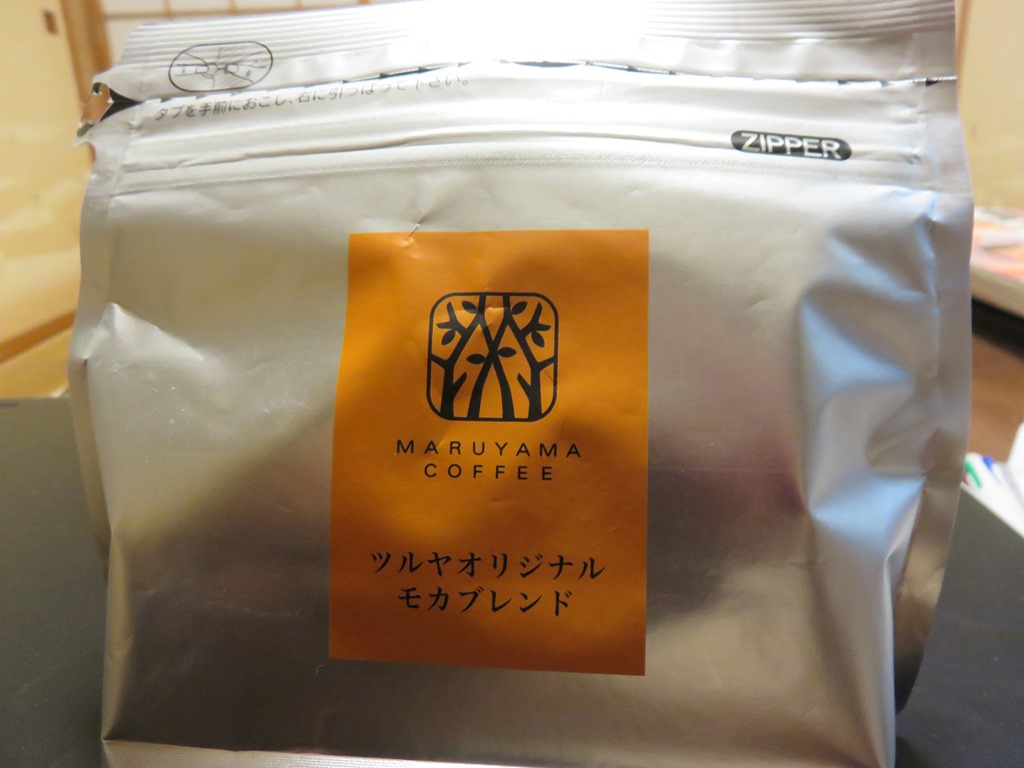 タブを手前におこし、右に引っぱって下さい。
ZIPPER
MARUYAMA
COFFEE
ツルヤオリジナル
モカブレンド